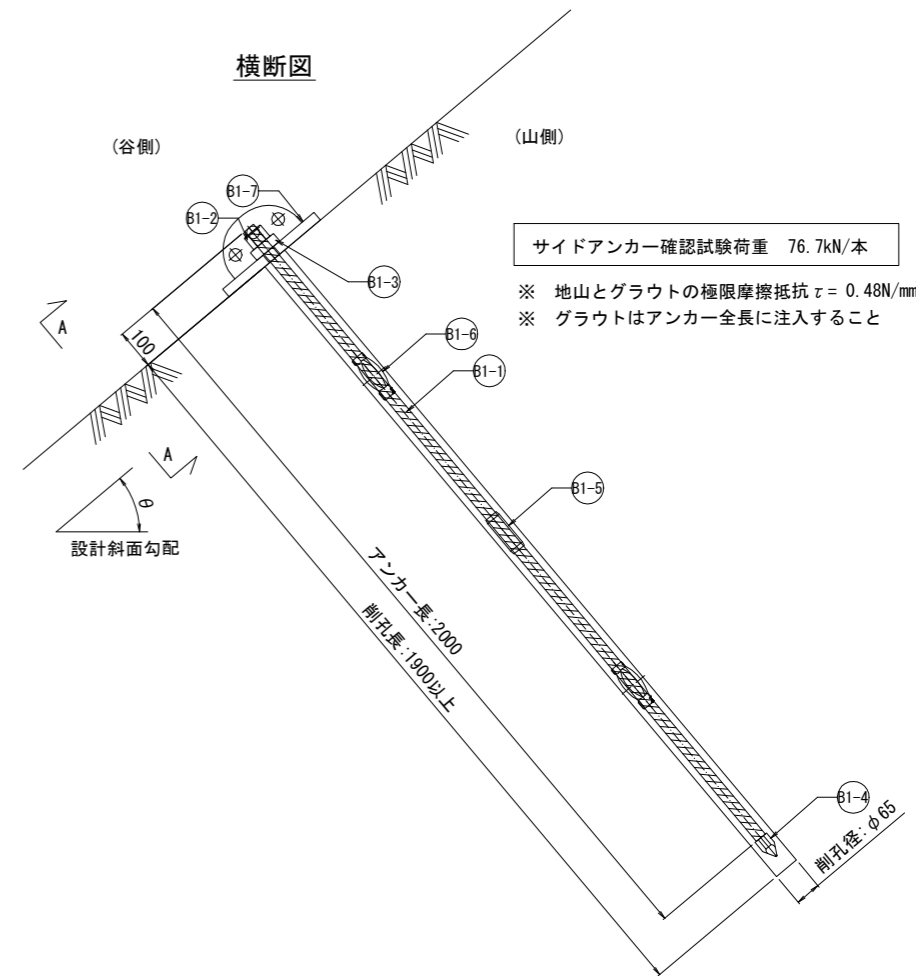 横断図
(谷側)
(山側)
B1-7
B1-2
B1-3
サイドアンカー確認試験荷重 76.7kN/本
※ 地山とグラウトの極限摩擦抵抗τ= 0.48N/mm
※ グラウトはアンカー全長に注入すること
A
100
B1-6
B1-1
A
θ
設計斜面勾配
B1-5
アンカー長:2000
削孔長:1900以上
B1-4
削孔径:φ65